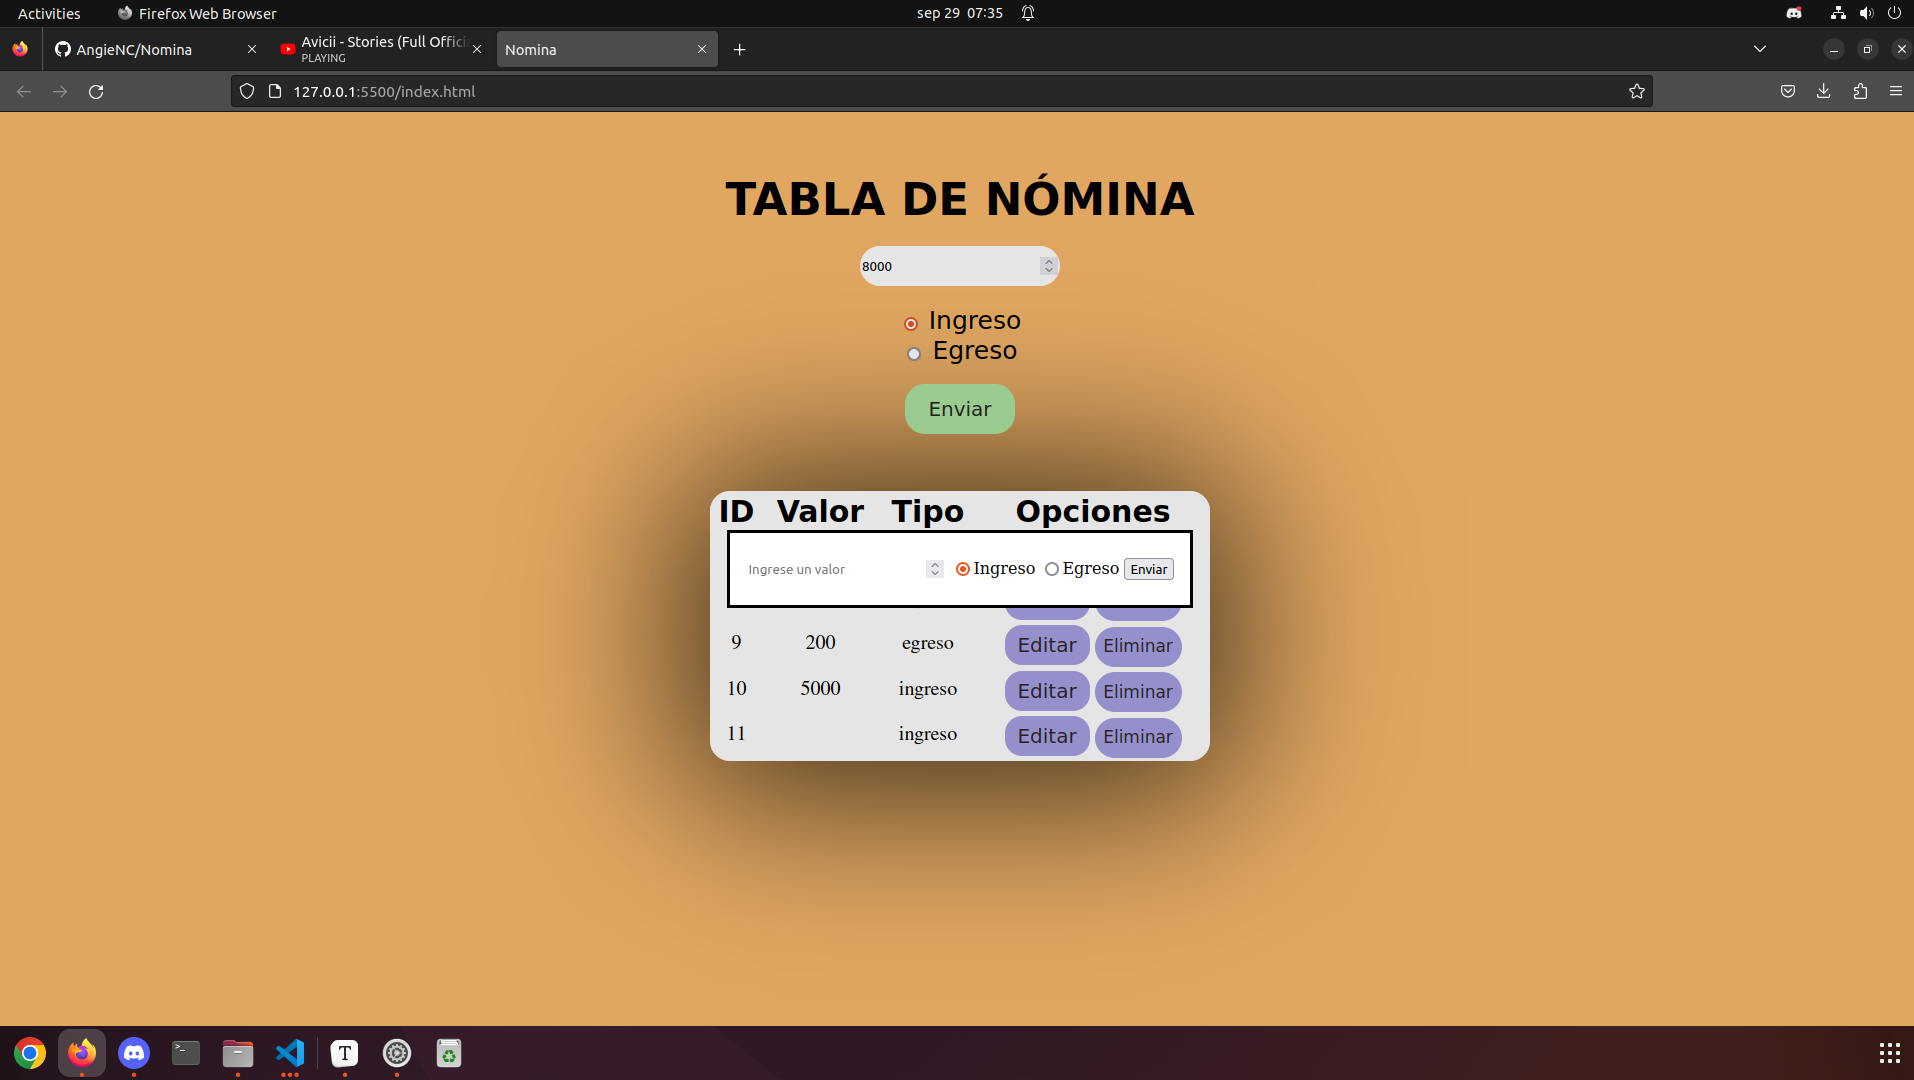 Activities
Firefox Web Browser
sep 29 07:35
AngieNC/Nomina
Avicii - Stories (Full Offici
PLAYING
Nomina
127.0.0.1:5500/index.html
TABLA DE NÓMINA
8000
Ingreso
Egreso
Enviar
ID Valor Tipo Opciones
Ingrese un valor Ingreso Egreso Enviar
9 200 egreso Editar Eliminar
10 5000 ingreso Editar Eliminar
11 ingreso Editar Eliminar